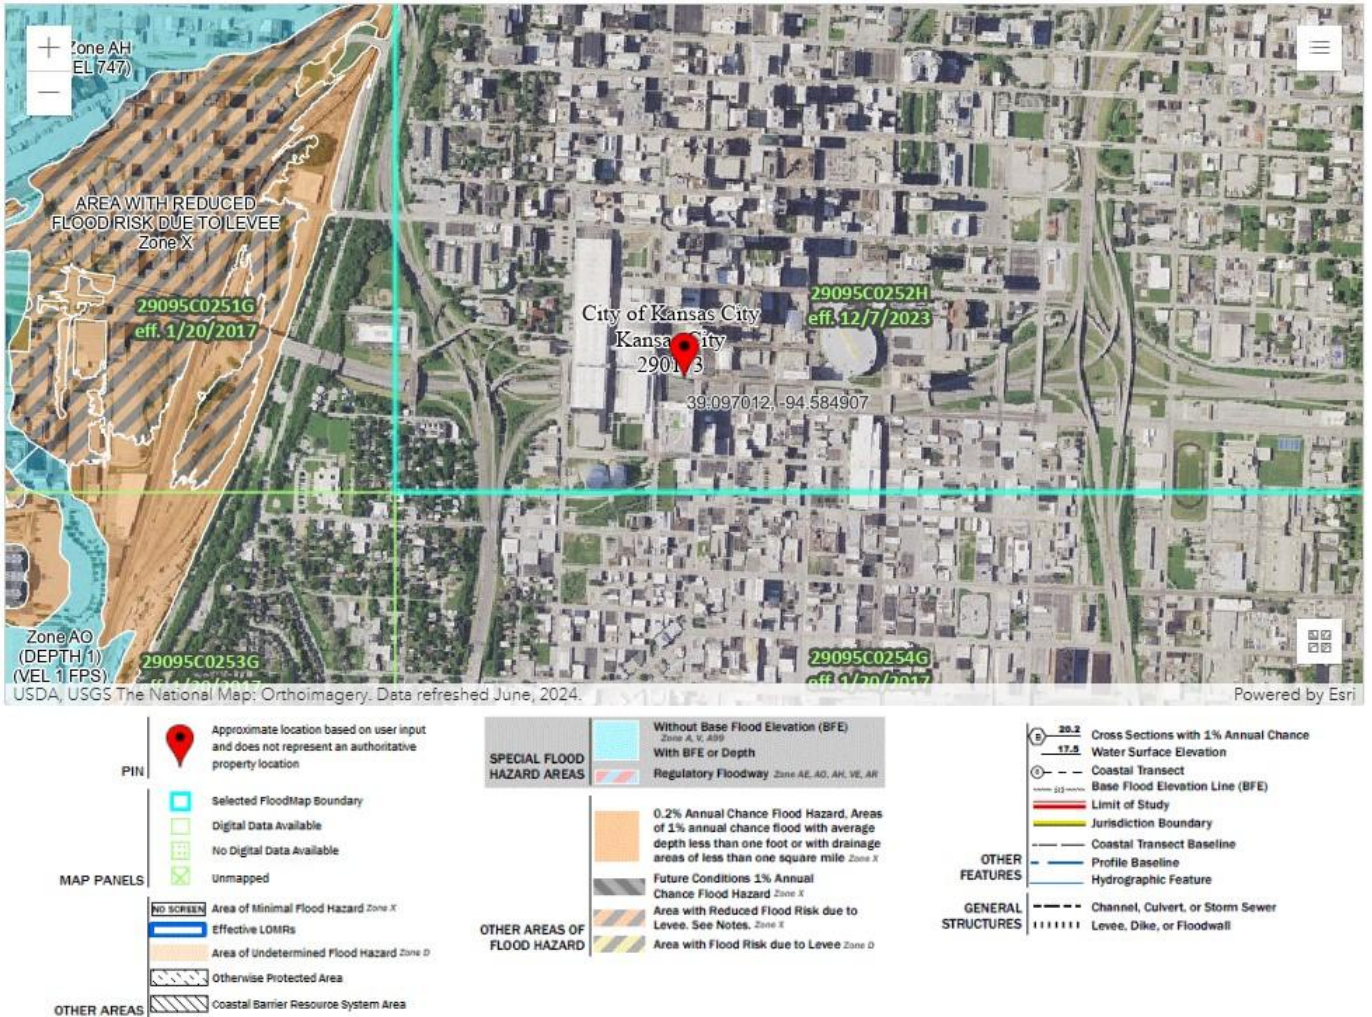 Zone AH
(EL 747)
AREA WITH REDUCED
FLOOD RISK DUE TO LEVEE
Zone X
29095C0251G
eff. 1/20/2017
City of Kansas City
Kansas City
29095C0252H
eff. 12/7/2023
39.097012, -94.584907
Zone AO
(DEPTH 1)
(VEL 1 FPS)
29095C0253G
eff. 1/20/2017
29095C0254G
eff. 1/20/2017
USDA, USGS The National Map: Orthoimagery. Data refreshed June, 2024.
Powered by Esri
PIN
Approximate location based on user input
and does not represent an authoritative
property location
MAP PANELS
Selected FloodMap Boundary
Digital Data Available
No Digital Data Available
Unmapped
OTHER AREAS
NO SCREEN Area of Minimal Flood Hazard Zone X
Effective LOMRs
Area of Undetermined Flood Hazard Zone D
Otherwise Protected Area
Coastal Barrier Resource System Area
SPECIAL FLOOD
HAZARD AREAS
Without Base Flood Elevation (BFE)
Zone A, V, A99
With BFE or Depth
Regulatory Floodway Zone AE, AO, AH, VE, AR
OTHER AREAS OF
FLOOD HAZARD
0.2% Annual Chance Flood Hazard, Areas
of 1% annual chance flood with average
depth less than one foot or with drainage
areas of less than one square mile Zone X
Future Conditions 1% Annual
Chance Flood Hazard Zone X
Area with Reduced Flood Risk due to
Levee. See Notes. Zone X
Area with Flood Risk due to Levee Zone D
OTHER
FEATURES
20.2 Cross Sections with 1% Annual Chance
17.5 Water Surface Elevation
Coastal Transect
Base Flood Elevation Line (BFE)
Limit of Study
Jurisdiction Boundary
Coastal Transect Baseline
Profile Baseline
Hydrographic Feature
GENERAL
STRUCTURES
Channel, Culvert, or Storm Sewer
Levee, Dike, or Floodwall